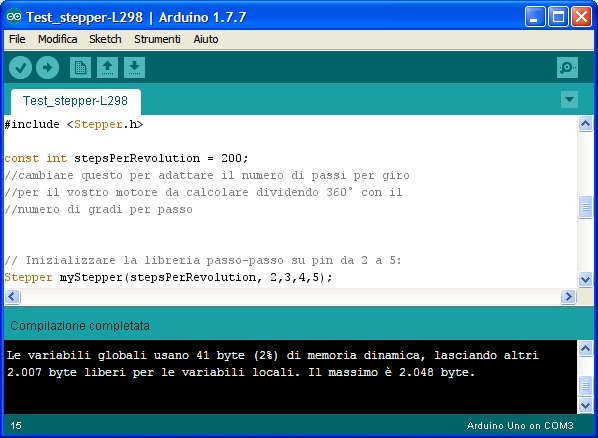 Test_stepper-L298 | Arduino 1.7.7
File Modifica Sketch Strumenti Aiuto
Test_stepper-L298
#include <Stepper.h>
const int stepsPerRevolution = 200;
//cambiare questo per adattare il numero di passi per giro
//per il vostro motore da calcolare dividendo 360° con il
//numero di gradi per passo
// Inizializzare la libreria passo-passo su pin da 2 a 5:
Stepper myStepper(stepsPerRevolution, 2,3,4,5);
Compilazione completata
Le variabili globali usano 41 byte (2%) di memoria dinamica, lasciando altri
2.007 byte liberi per le variabili locali. Il massimo è 2.048 byte.
15 Arduino Uno on COM3